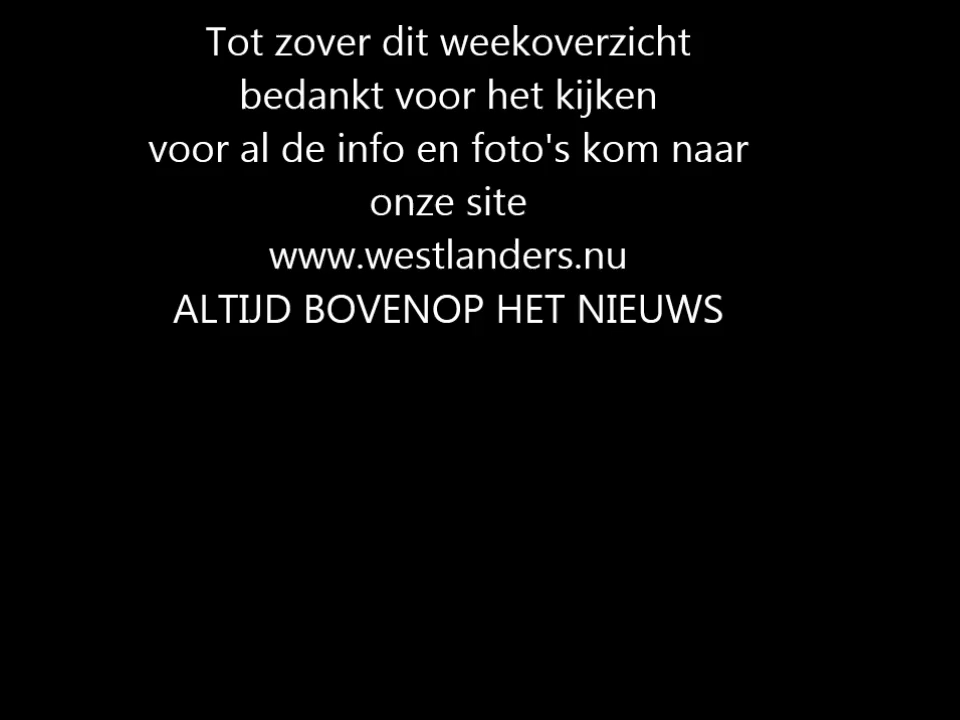 Tot zover dit weekoverzicht
bedankt voor het kijken
voor al de info en foto's kom naar
onze site
www.westlanders.nu
ALTIJD BOVENOP HET NIEUWS